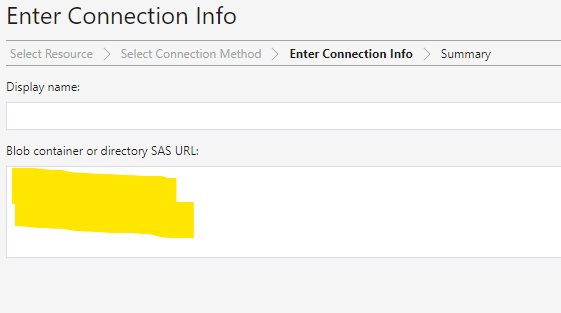 Enter Connection Info
Select Resource > Select Connection Method > Enter Connection Info > Summary
Display name:
Blob container or directory SAS URL: